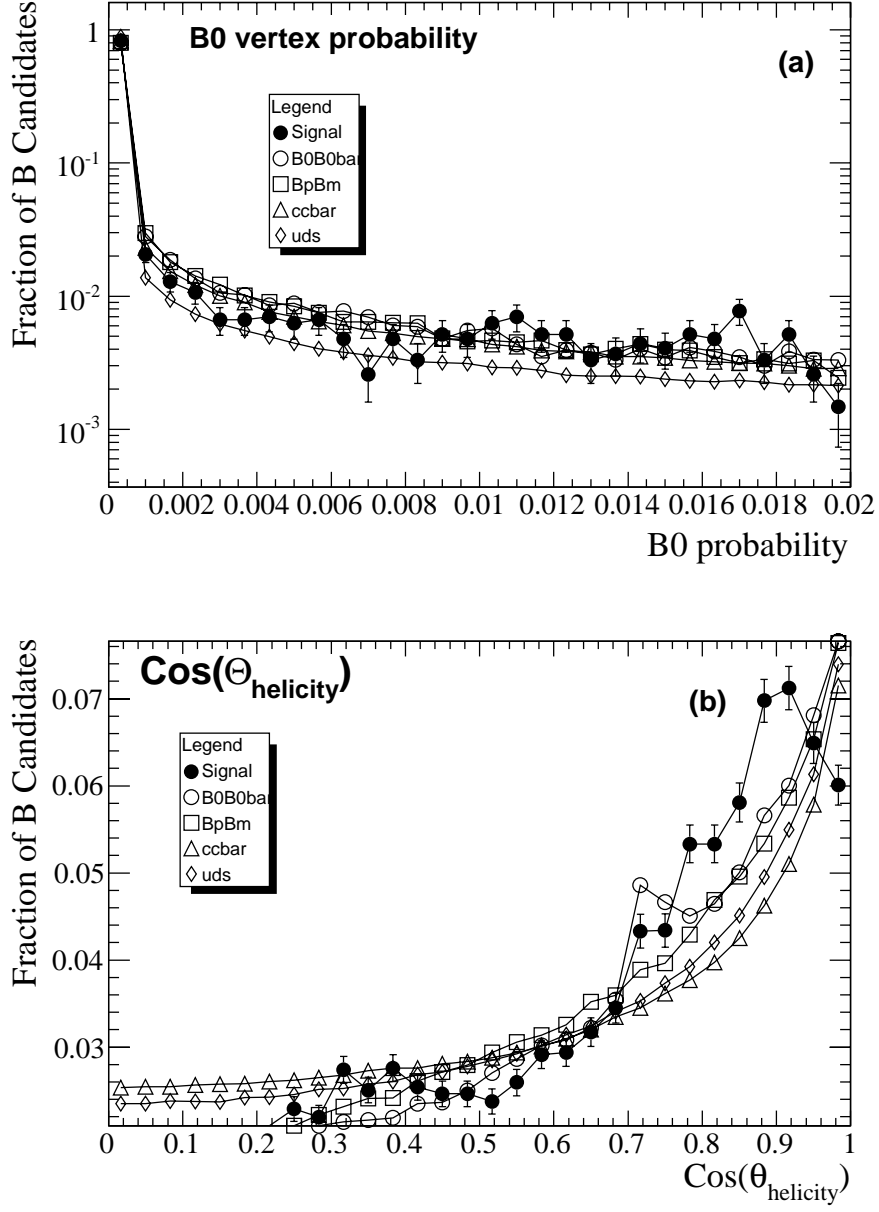 B0 vertex probability
(a)
Fraction of B Candidates
1
10⁻¹
10⁻²
10⁻³
Legend
Signal
B0B0bar
BpBm
ccbar
uds
0 0.002 0.004 0.006 0.008 0.01 0.012 0.014 0.016 0.018 0.02
B0 probability
Cos(Θhelicity)
(b)
Fraction of B Candidates
0.07
0.06
0.05
0.04
0.03
Legend
Signal
B0B0bar
BpBm
ccbar
uds
0 0.1 0.2 0.3 0.4 0.5 0.6 0.7 0.8 0.9 1
Cos(θhelicity)